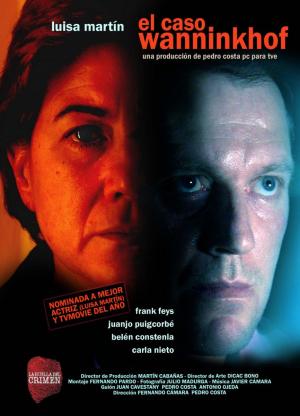 luisa martín
el caso
wanninkhof
una producción de pedro costa pc para tve
NOMINADA A MEJOR
ACTRIZ (LUISA MARTÍN)
Y TVMOVIE DEL AÑO
frank feys
juanjo puigcorbé
belén constenla
carla nieto
LA HUELLA DEL
CRIMEN
Director de Producción MARTÍN CABAÑAS - Director de Arte DICAC BONO
Montaje FERNANDO PARDO - Fotografía JULIO MADURGA - Música JAVIER CÁMARA
Guión JUAN CAVESTANY PEDRO COSTA ANTONIO OJEDA
Dirección FERNANDO CÁMARA PEDRO COSTA